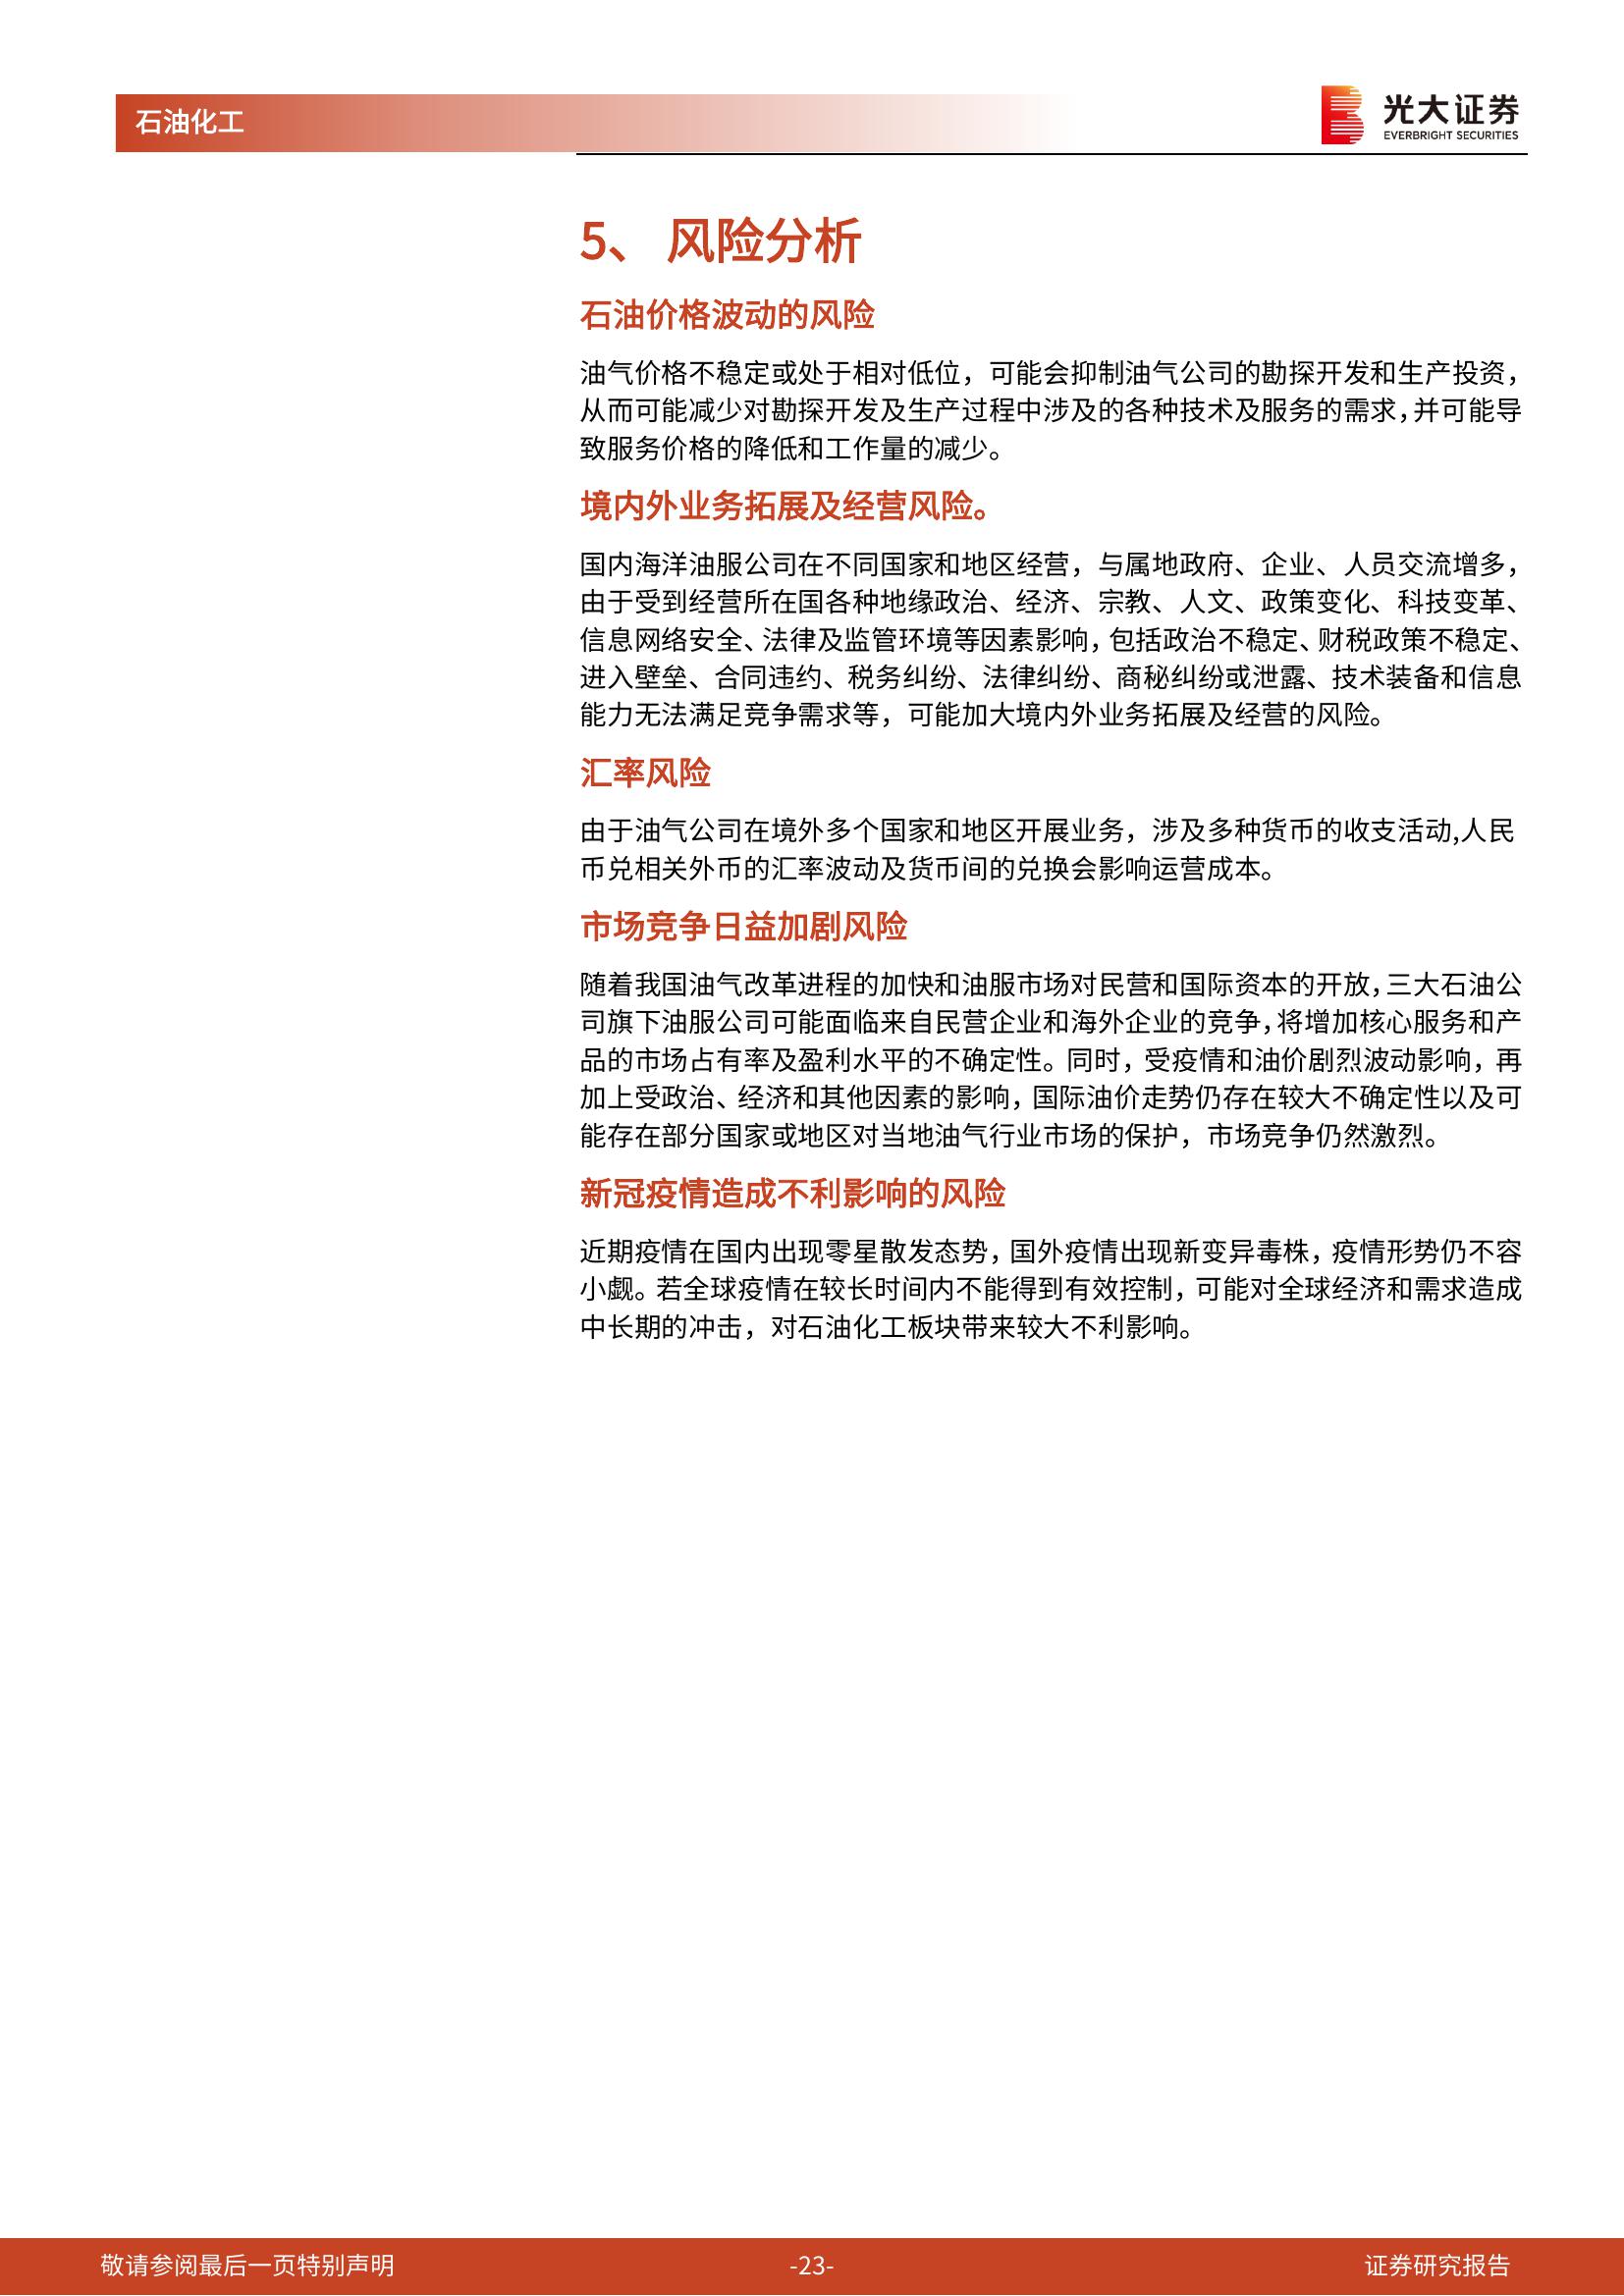 石油化工
光大证券
EVERBRIGHT SECURITIES
5、 风险分析
石油价格波动的风险
油气价格不稳定或处于相对低位，可能会抑制油气公司的勘探开发和生产投资，
从而可能减少对勘探开发及生产过程中涉及的各种技术及服务的需求，并可能导
致服务价格的降低和工作量的减少。
境内外业务拓展及经营风险。
国内海洋油服公司在不同国家和地区经营，与属地政府、企业、人员交流增多，
由于受到经营所在国各种地缘政治、经济、宗教、人文、政策变化、科技变革、
信息网络安全、法律及监管环境等因素影响，包括政治不稳定、财税政策不稳定、
进入壁垒、合同违约、税务纠纷、法律纠纷、商秘纠纷或泄露、技术装备和信息
能力无法满足竞争需求等，可能加大境内外业务拓展及经营的风险。
汇率风险
由于油气公司在境外多个国家和地区开展业务，涉及多种货币的收支活动,人民
币兑相关外币的汇率波动及货币间的兑换会影响运营成本。
市场竞争日益加剧风险
随着我国油气改革进程的加快和油服市场对民营和国际资本的开放，三大石油公
司旗下油服公司可能面临来自民营企业和海外企业的竞争，将增加核心服务和产
品的市场占有率及盈利水平的不确定性。同时，受疫情和油价剧烈波动影响，再
加上受政治、经济和其他因素的影响，国际油价走势仍存在较大不确定性以及可
能存在部分国家或地区对当地油气行业市场的保护，市场竞争仍然激烈。
新冠疫情造成不利影响的风险
近期疫情在国内出现零星散发态势，国外疫情出现新变异毒株，疫情形势仍不容
小觑。若全球疫情在较长时间内不能得到有效控制，可能对全球经济和需求造成
中长期的冲击，对石油化工板块带来较大不利影响。
敬请参阅最后一页特别声明
-23-
证券研究报告